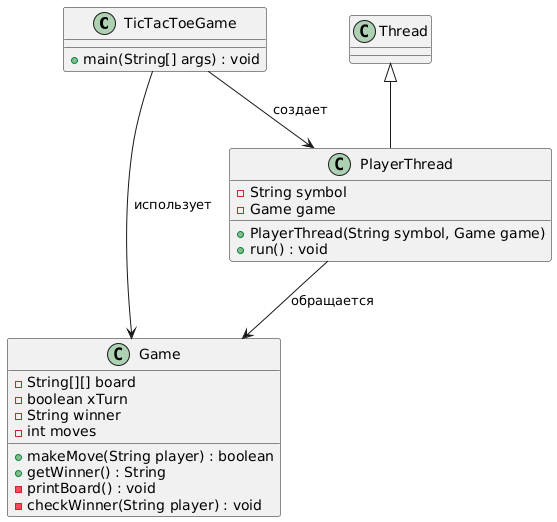 C TicTacToeGame
main(String[] args) : void
C Thread
создает
C PlayerThread
String symbol
Game game
PlayerThread(String symbol, Game game)
run() : void
использует
обращается
C Game
String[][] board
boolean xTurn
String winner
int moves
makeMove(String player) : boolean
getWinner() : String
printBoard() : void
checkWinner(String player) : void